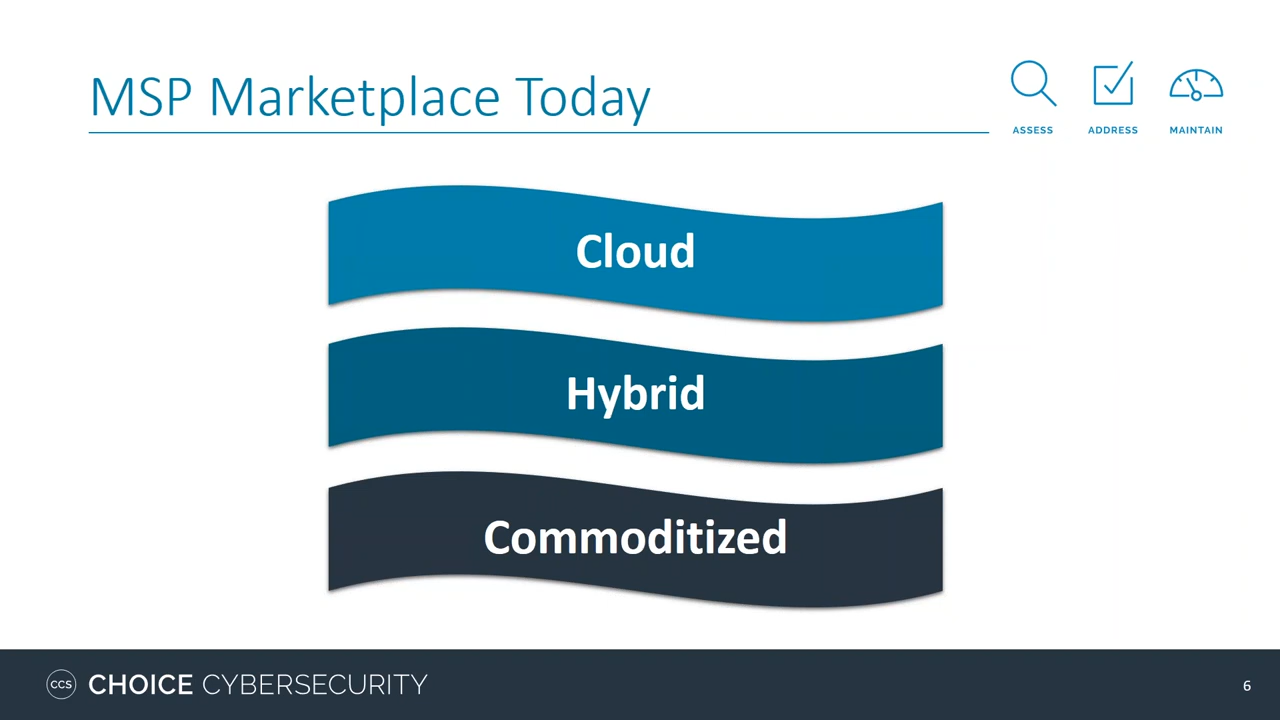 MSP Marketplace Today
ASSESS ADDRESS MAINTAIN
Cloud
Hybrid
Commoditized
CCS CHOICE CYBERSECURITY
6